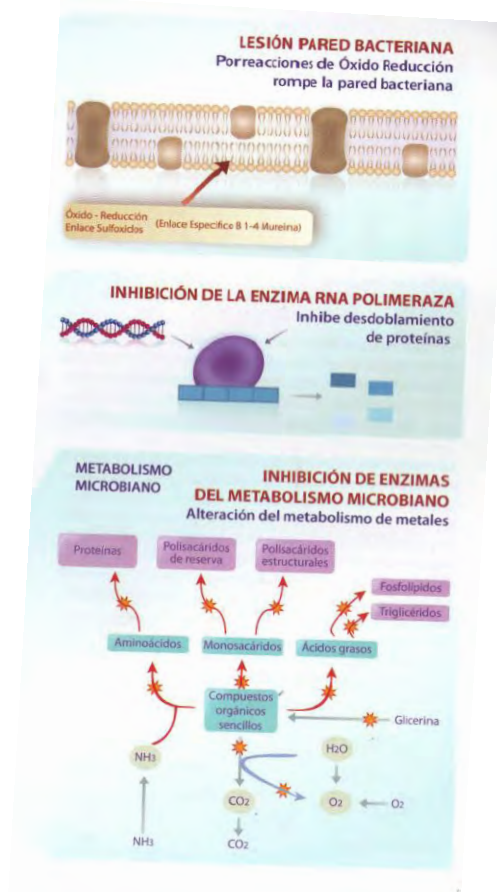 LESIÓN PARED BACTERIANA
Porreacciones de Óxido Reducción
rompe la pared bacteriana
Óxido - Reducción
Enlace Sulfoxidos
(Enlace Especifico B 1-4 Mureina)
INHIBICIÓN DE LA ENZIMA RNA POLIMERAZA
Inhibe desdoblamiento
de proteínas
METABOLISMO
MICROBIANO
INHIBICIÓN DE ENZIMAS
DEL METABOLISMO MICROBIANO
Alteración del metabolismo de metales
Proteínas
Polisacáridos
de reserva
Polisacáridos
estructurales
Fosfolípidos
Triglicéridos
Aminoácidos
Monosacáridos
Ácidos grasos
Compuestos
orgánicos
sencillos
Glicerina
NH3
H2O
CO2
O2
O2
NH3
CO2